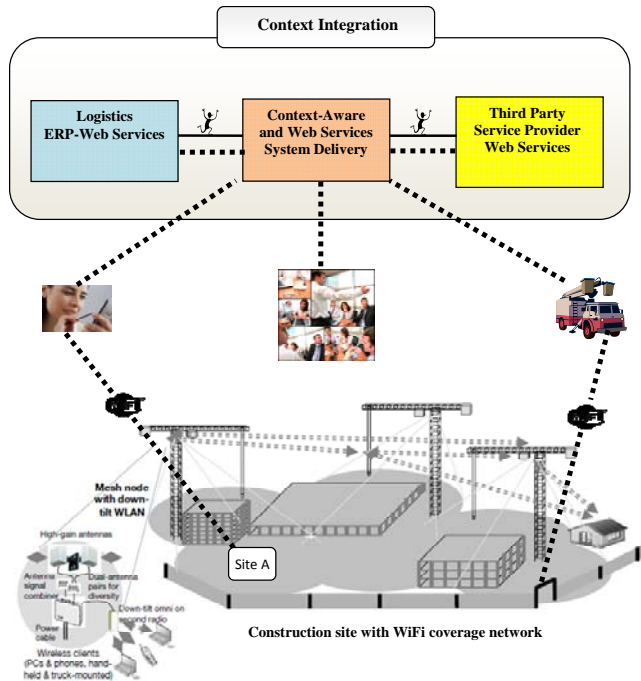 Context Integration
Logistics
ERP-Web Services
Context-Aware
and Web Services
System Delivery
Third Party
Service Provider
Web Services
Mesh node
with down-
tilt WLAN
High-gain antennas
Antenna
signal
combiner
Dual-antenna
pairs for
diversity
Down-tilt omni on
second radio
Power
cable
Wireless clients
(PCs & phones, hand-
held & truck-mounted)
Site A
Construction site with WiFi coverage network